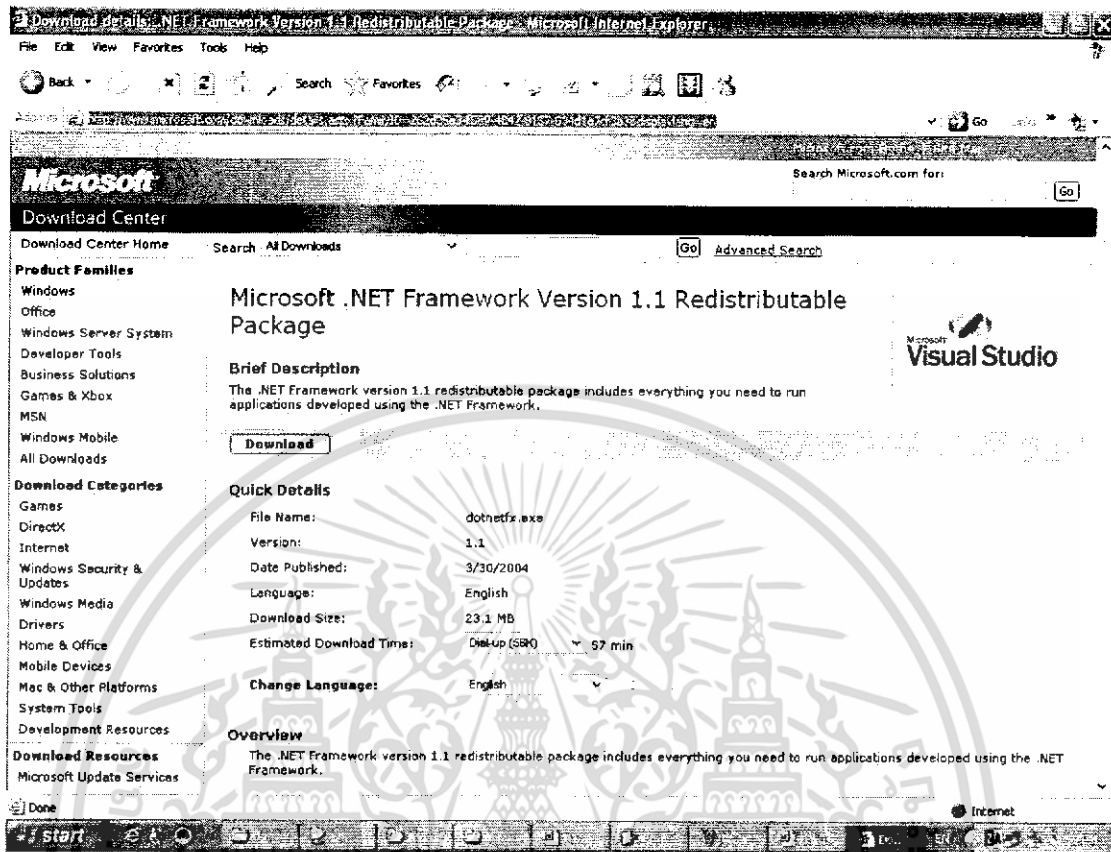 Download details: .NET Framework Version 1.1 Redistributable Package - Microsoft Internet Explorer
File Edit View Favorites Tools Help
Back Search Favorites
Go
Microsoft
Search Microsoft.com for:
Go
Download Center
Download Center Home
Search All Downloads Go Advanced Search
Product Families
Windows
Office
Windows Server System
Developer Tools
Business Solutions
Games & Xbox
MSN
Windows Mobile
All Downloads
Download Categories
Games
DirectX
Internet
Windows Security &
Updates
Windows Media
Drivers
Home & Office
Mobile Devices
Mac & Other Platforms
System Tools
Development Resources
Download Resources
Microsoft Update Services
Microsoft .NET Framework Version 1.1 Redistributable
Package
Microsoft
Visual Studio
Brief Description
The .NET Framework version 1.1 redistributable package includes everything you need to run
applications developed using the .NET Framework.
Download
Quick Details
File Name: dotnetfx.exe
Version: 1.1
Date Published: 3/30/2004
Language: English
Download Size: 23.1 MB
Estimated Download Time: Dial-up (56K) 57 min
Change Language: English
Overview
The .NET Framework version 1.1 redistributable package includes everything you need to run applications developed using the .NET
Framework.
Done
Internet
start